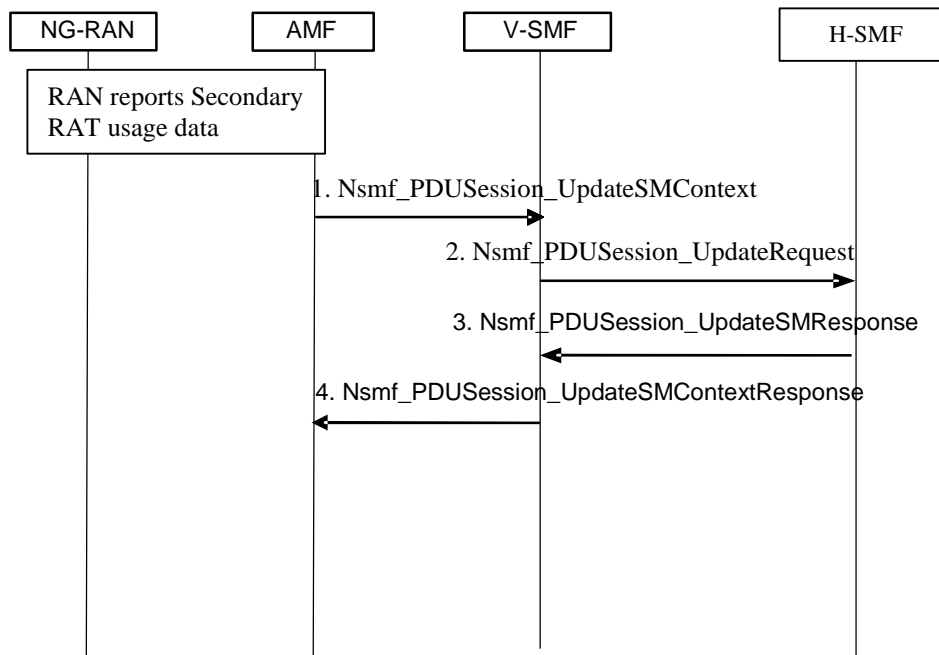 NG-RAN
AMF
V-SMF
H-SMF
RAN reports Secondary
RAT usage data
1. Nsmf_PDUSession_UpdateSMContext
2. Nsmf_PDUSession_UpdateRequest
3. Nsmf_PDUSession_UpdateSMResponse
4. Nsmf_PDUSession_UpdateSMContextResponse